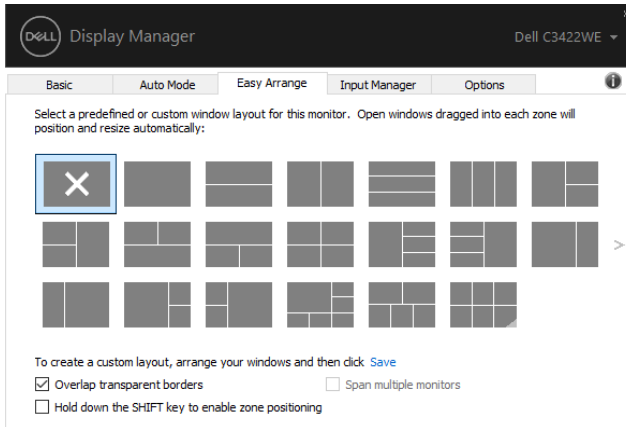 DELL Display Manager
Dell C3422WE
Basic Auto Mode Easy Arrange Input Manager Options
Select a predefined or custom window layout for this monitor. Open windows dragged into each zone will
position and resize automatically:
To create a custom layout, arrange your windows and then click Save
Overlap transparent borders
Span multiple monitors
Hold down the SHIFT key to enable zone positioning